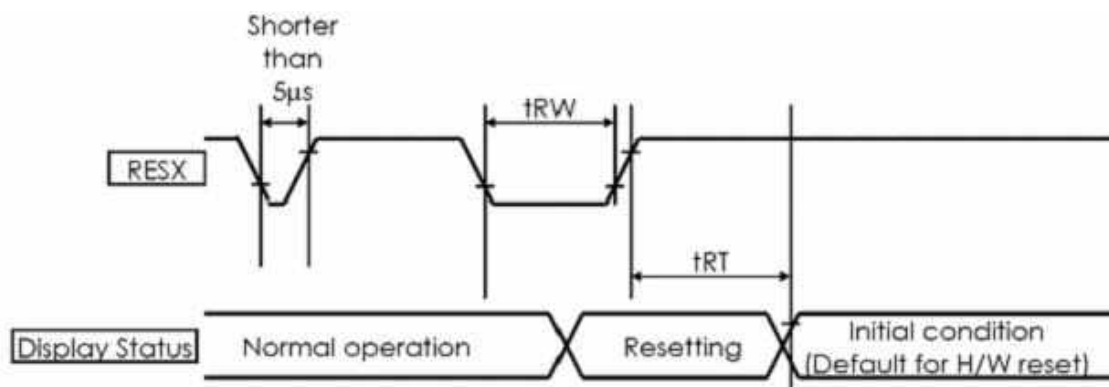 Shorter
than
5μs
tRW
RESX
tRT
Display Status
Normal operation
Resetting
Initial condition
(Default for H/W reset)